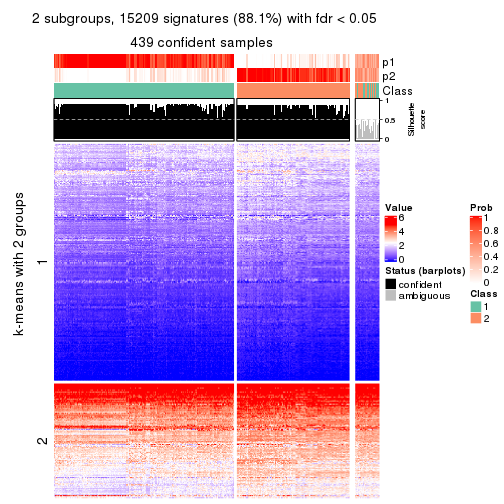 2 subgroups, 15209 signatures (88.1%) with fdr < 0.05
439 confident samples
p1
p2
Class
1
0.5
0
Silhouette
score
k-means with 2 groups
1
2
Value
6
4
2
0
Status (barplots)
confident
ambiguous
Prob
1
0.8
0.6
0.4
0.2
0
Class
1
2